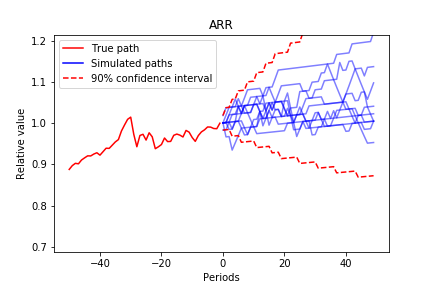 ARR
True path
Simulated paths
90% confidence interval
1.2
1.1
1.0
0.9
0.8
0.7
Relative value
−40
−20
0
20
40
Periods